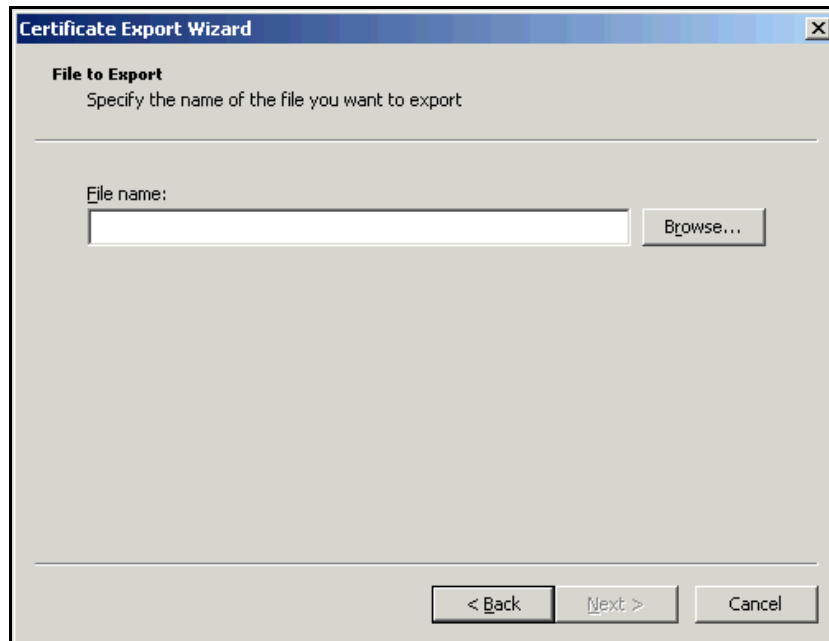 Certificate Export Wizard
File to Export
Specify the name of the file you want to export
File name:
Browse...
< Back Next > Cancel